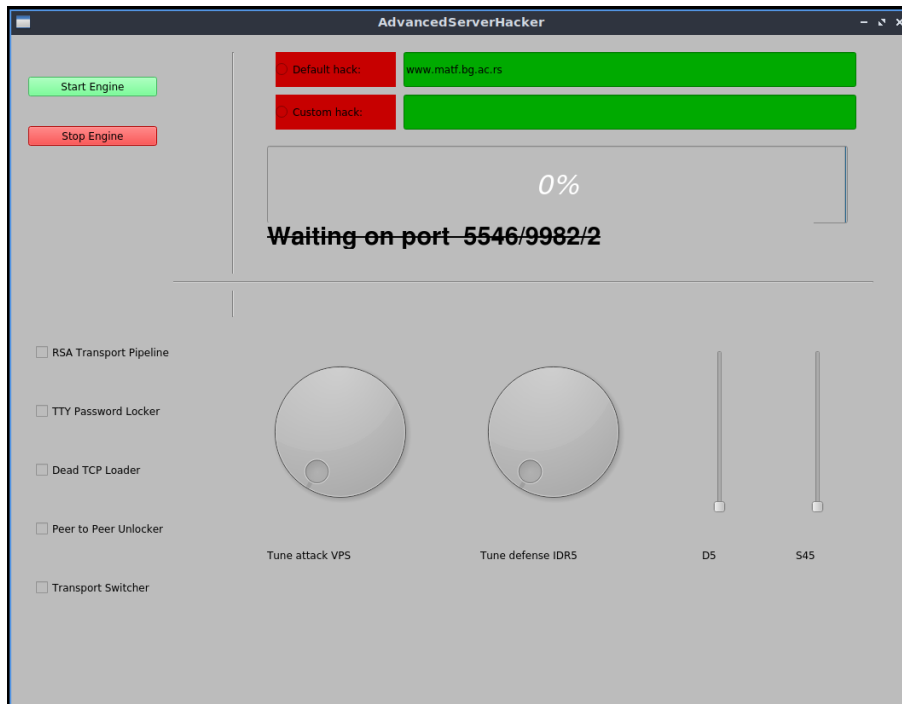 AdvancedServerHacker
Start Engine
Stop Engine
Default hack: www.matf.bg.ac.rs
Custom hack:
0%
Waiting on port 5546/9982/2
RSA Transport Pipeline
TTY Password Locker
Dead TCP Loader
Peer to Peer Unlocker
Transport Switcher
Tune attack VPS
Tune defense IDR5
D5
S45